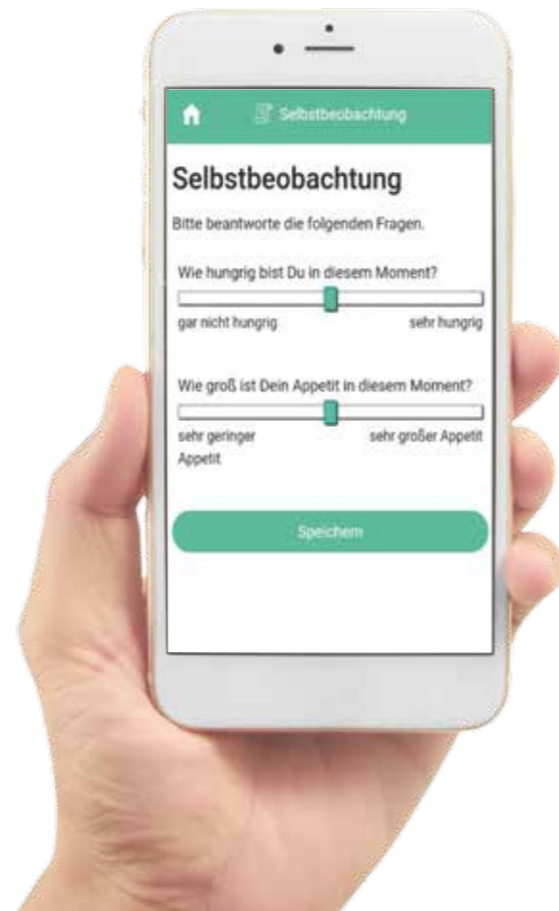 Selbstbeobachtung
Selbstbeobachtung
Bitte beantworte die folgenden Fragen.
Wie hungrig bist Du in diesem Moment?
gar nicht hungrig sehr hungrig
Wie groß ist Dein Appetit in diesem Moment?
sehr geringer sehr großer Appetit
Appetit
Speichern